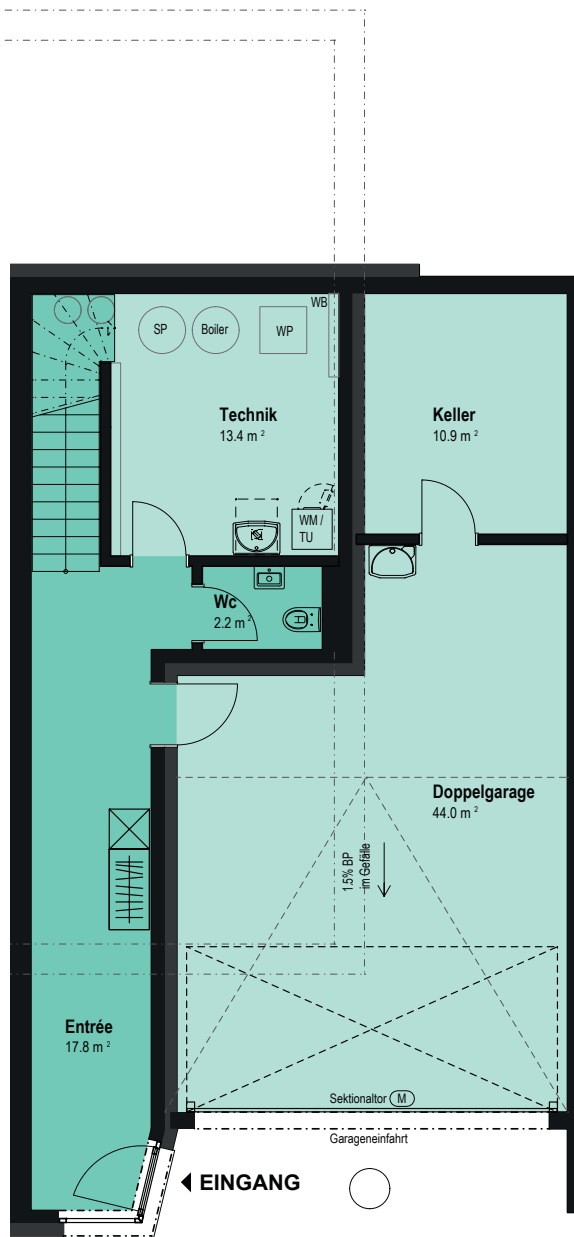 WB
SP
Boiler
WP
Technik
13.4 m ²
Keller
10.9 m ²
WM /
TU
Wc
2.2 m ²
Doppelgarage
44.0 m ²
1.5% BP
im Gefälle
Entrée
17.8 m ²
Sektionaltor M
Garageneinfahrt
EINGANG